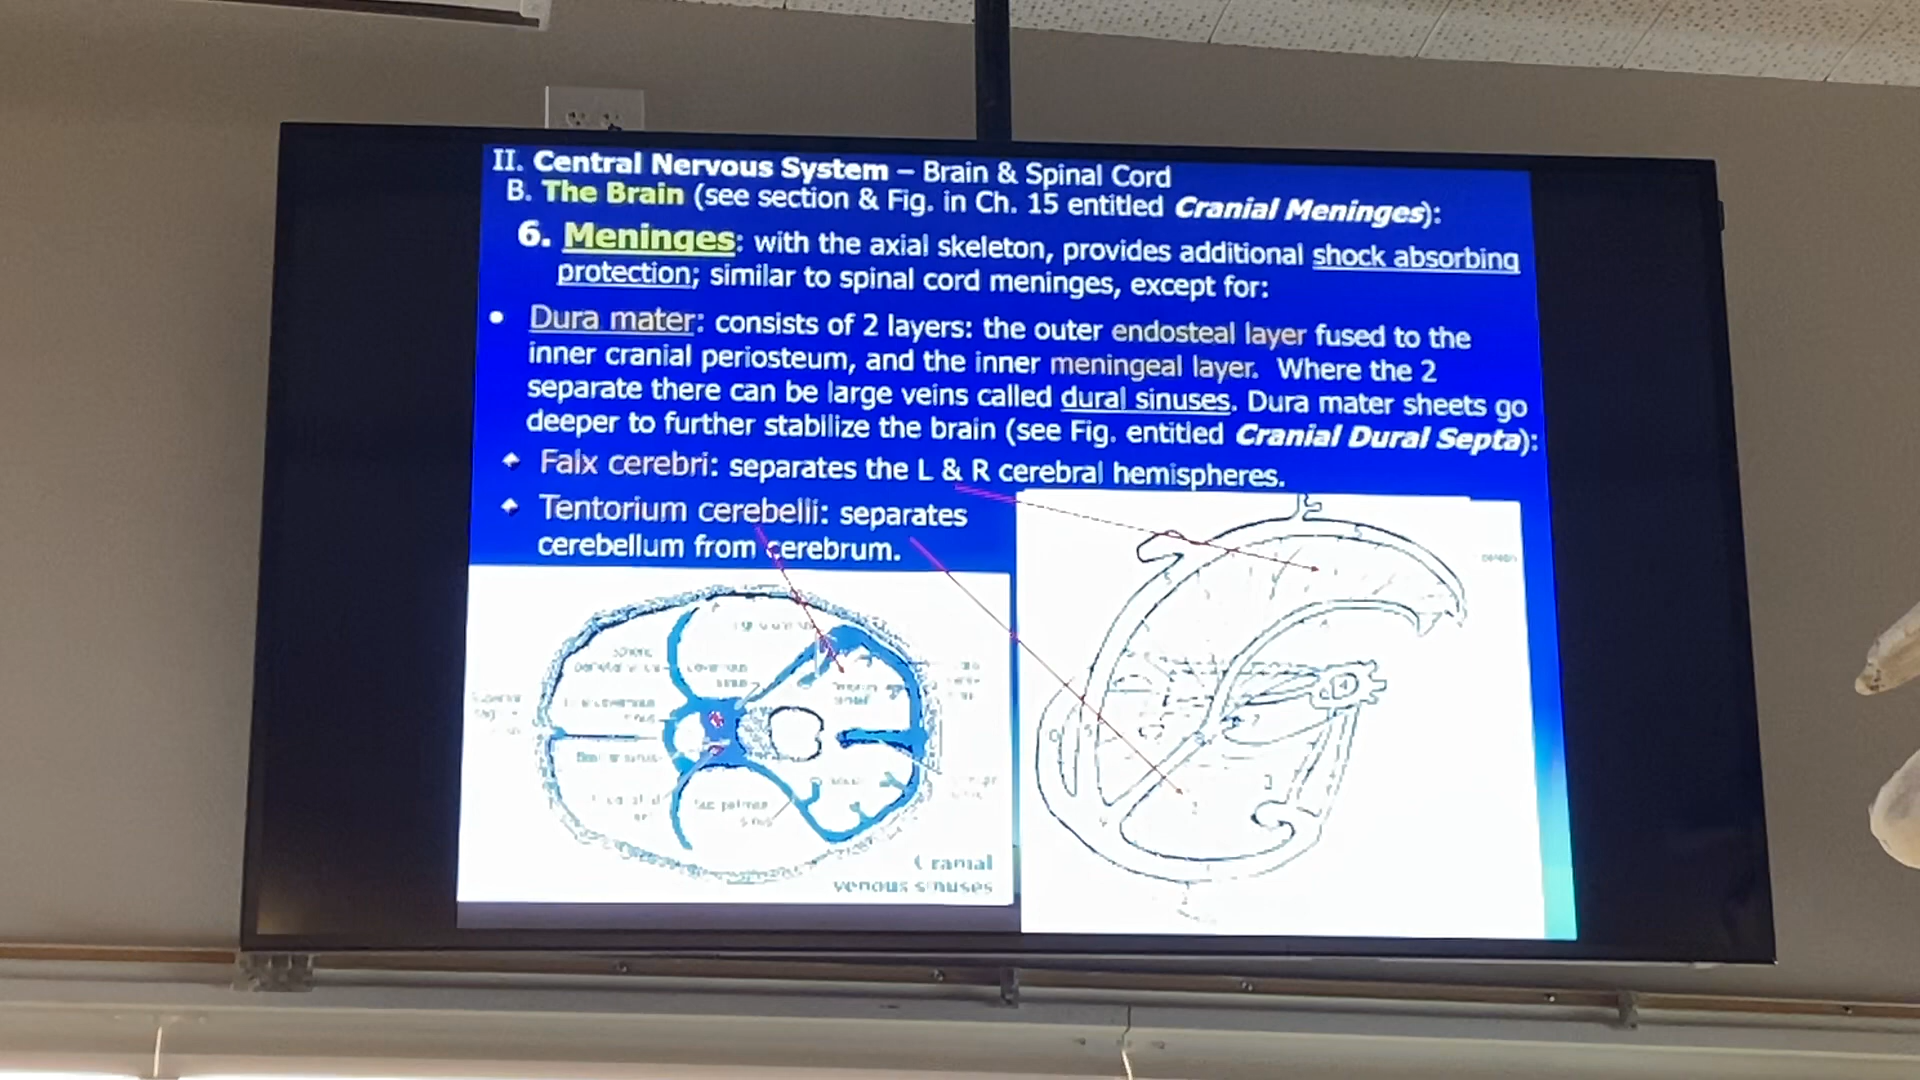 II. Central Nervous System – Brain & Spinal Cord
B. The Brain (see section & Fig. in Ch. 15 entitled Cranial Meninges):
6. Meninges: with the axial skeleton, provides additional shock absorbing
protection; similar to spinal cord meninges, except for:
• Dura mater: consists of 2 layers: the outer endosteal layer fused to the
inner cranial periosteum, and the inner meningeal layer. Where the 2
separate there can be large veins called dural sinuses. Dura mater sheets go
deeper to further stabilize the brain (see Fig. entitled Cranial Dural Septa):
Falx cerebri: separates the L & R cerebral hemispheres.
Tentorium cerebelli: separates
cerebellum from cerebrum.
sinus
sinus
sinus
Cranial
venous sinuses